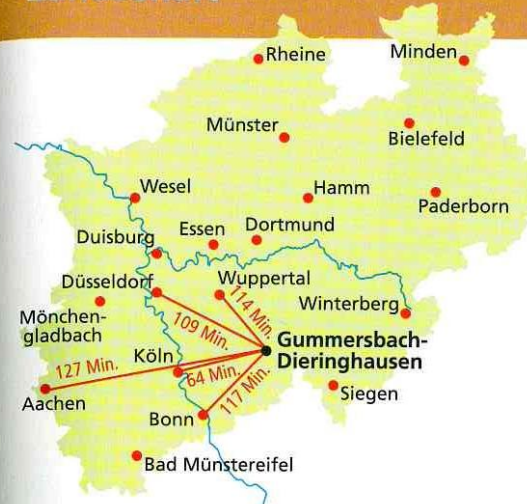 Rheine
Minden
Münster
Bielefeld
Wesel
Hamm
Paderborn
Duisburg
Essen
Dortmund
Düsseldorf
Wuppertal
Winterberg
Mönchen-
gladbach
114 Min.
109 Min.
Gummersbach-
Dieringhausen
Köln
127 Min.
64 Min.
Aachen
117 Min.
Siegen
Bonn
Bad Münstereifel